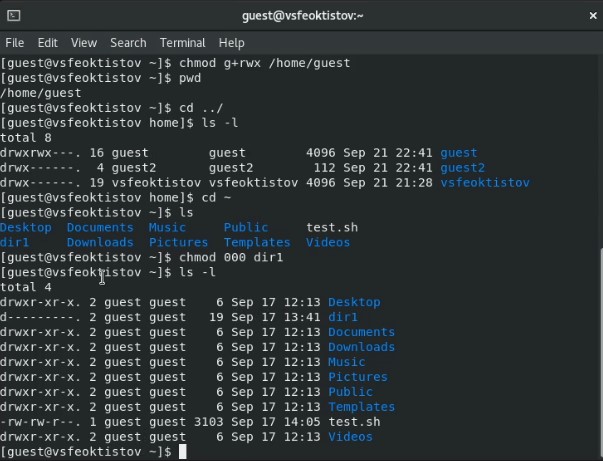 guest@vsfeoktistov:~
File Edit View Search Terminal Help
[guest@vsfeoktistov ~]$ chmod g+rwx /home/guest
[guest@vsfeoktistov ~]$ pwd
/home/guest
[guest@vsfeoktistov ~]$ cd ../
[guest@vsfeoktistov home]$ ls -l
total 8
drwxrwx---. 16 guest        guest        4096 Sep 21 22:41 guest
drwx------.  4 guest2       guest2        112 Sep 21 22:41 guest2
drwx------. 19 vsfeoktistov vsfeoktistov 4096 Sep 21 21:28 vsfeoktistov
[guest@vsfeoktistov home]$ cd ~
[guest@vsfeoktistov ~]$ ls
Desktop  Documents  Music     Public     test.sh
dir1     Downloads  Pictures  Templates  Videos
[guest@vsfeoktistov ~]$ chmod 000 dir1
[guest@vsfeoktistov ~]$ ls -l
total 4
drwxr-xr-x. 2 guest guest    6 Sep 17 12:13 Desktop
d---------. 2 guest guest   19 Sep 17 13:41 dir1
drwxr-xr-x. 2 guest guest    6 Sep 17 12:13 Documents
drwxr-xr-x. 2 guest guest    6 Sep 17 12:13 Downloads
drwxr-xr-x. 2 guest guest    6 Sep 17 12:13 Music
drwxr-xr-x. 2 guest guest    6 Sep 17 12:13 Pictures
drwxr-xr-x. 2 guest guest    6 Sep 17 12:13 Public
drwxr-xr-x. 2 guest guest    6 Sep 17 12:13 Templates
-rw-rw-r--. 1 guest guest 3103 Sep 17 14:05 test.sh
drwxr-xr-x. 2 guest guest    6 Sep 17 12:13 Videos
[guest@vsfeoktistov ~]$